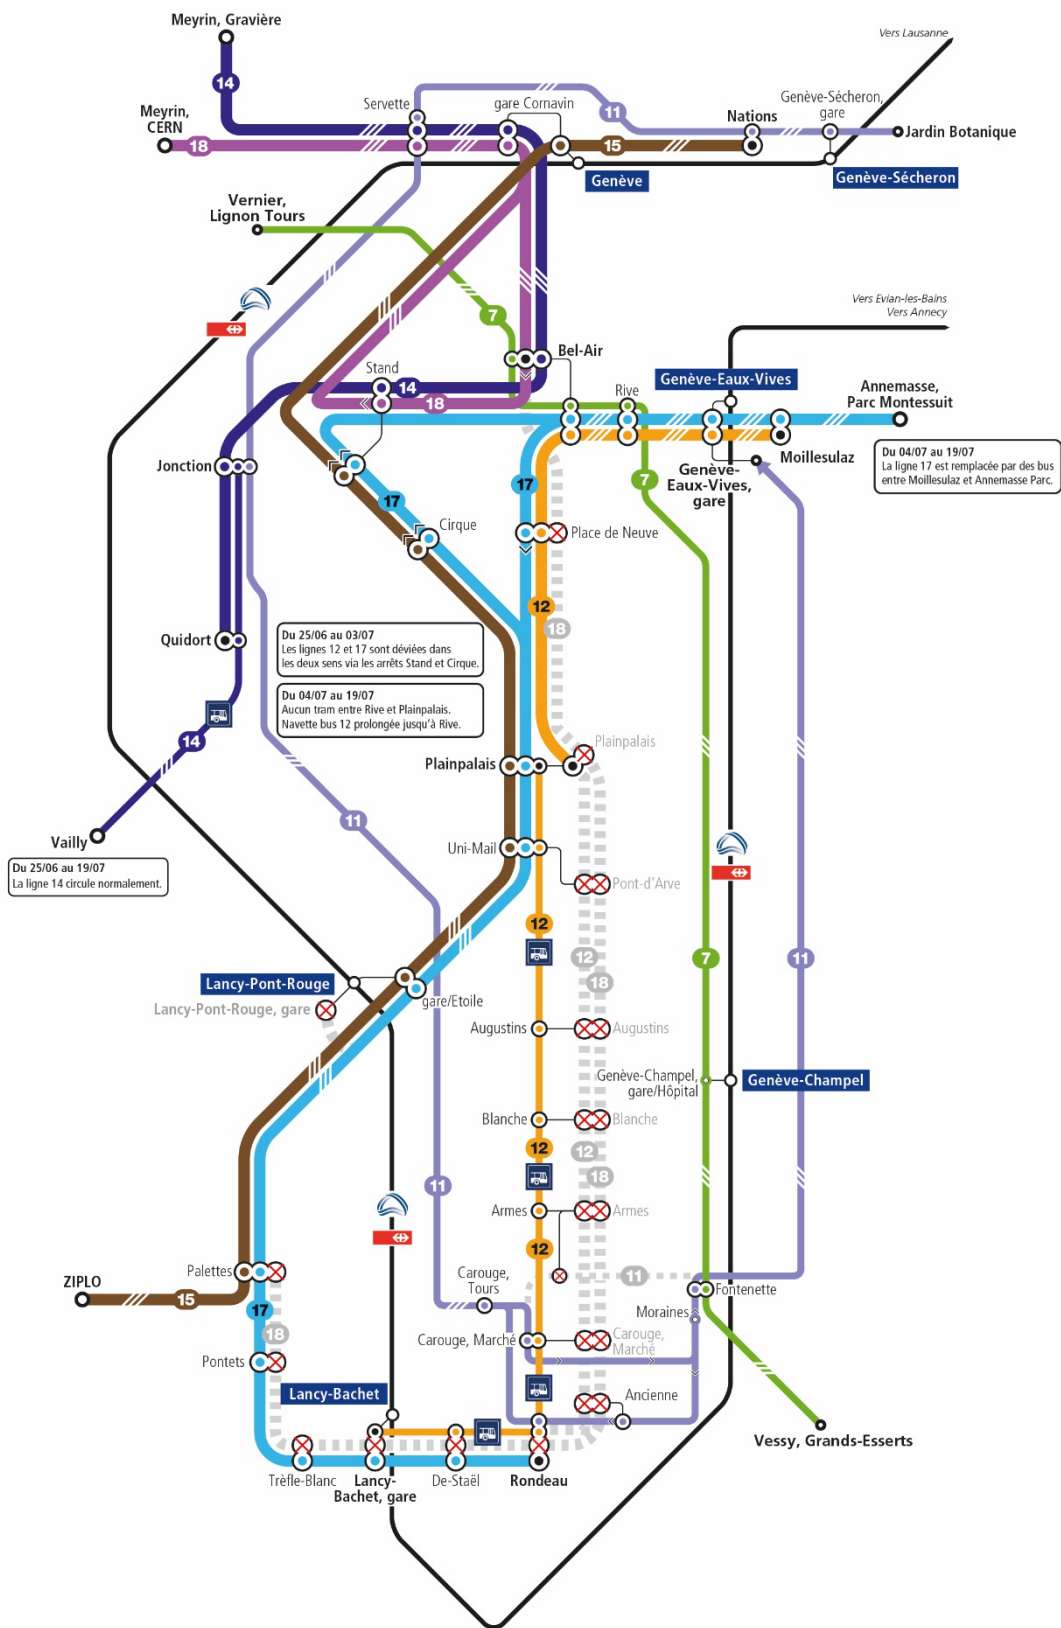 Meyrin, Gravière
Vers Lausanne
14
Servette
gare Cornavin
11
Genève-Sécheron,
gare
Meyrin,
CERN
Nations
Jardin Botanique
18
15
Genève
Genève-Sécheron
Vernier,
Lignon Tours
7
Vers Evian-les-Bains
Vers Annecy
Bel-Air
Stand
14
18
Rive
Genève-Eaux-Vives
Annemasse,
Parc Montessuit
Jonction
Genève-
Eaux-Vives,
gare
Moillesulaz
Du 04/07 au 19/07
La ligne 17 est remplacée par des bus
entre Moillesulaz et Annemasse Parc.
7
17
17
Cirque
Place de Neuve
12
18
Quidort
Du 25/06 au 03/07
Les lignes 12 et 17 sont déviées dans
les deux sens via les arrêts Stand et Cirque.
Du 04/07 au 19/07
Aucun tram entre Rive et Plainpalais.
Navette bus 12 prolongée jusqu'à Rive.
14
Plainpalais
Plainpalais
11
Vailly
Du 25/06 au 19/07
La ligne 14 circule normalement.
Uni-Mail
Pont-d'Arve
12
12
18
7
11
Lancy-Pont-Rouge
Lancy-Pont-Rouge, gare
gare/Etoile
Augustins
Augustins
Genève-Champel,
gare/Hôpital
Genève-Champel
Blanche
Blanche
12
12
18
11
Armes
Armes
12
Palettes
ZIPLO
15
17
18
Carouge,
Tours
11
Fontenette
Moraines
Carouge, Marché
Carouge,
Marché
Pontets
Lancy-Bachet
Ancienne
Vessy, Grands-Esserts
Trèfle-Blanc
Lancy-
Bachet, gare
De-Staël
Rondeau